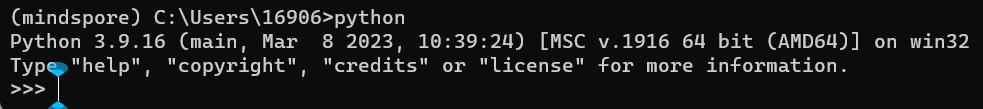 (mindspore) C:\Users\16906>python
Python 3.9.16 (main, Mar  8 2023, 10:39:24) [MSC v.1916 64 bit (AMD64)] on win32
Type "help", "copyright", "credits" or "license" for more information.
>>>